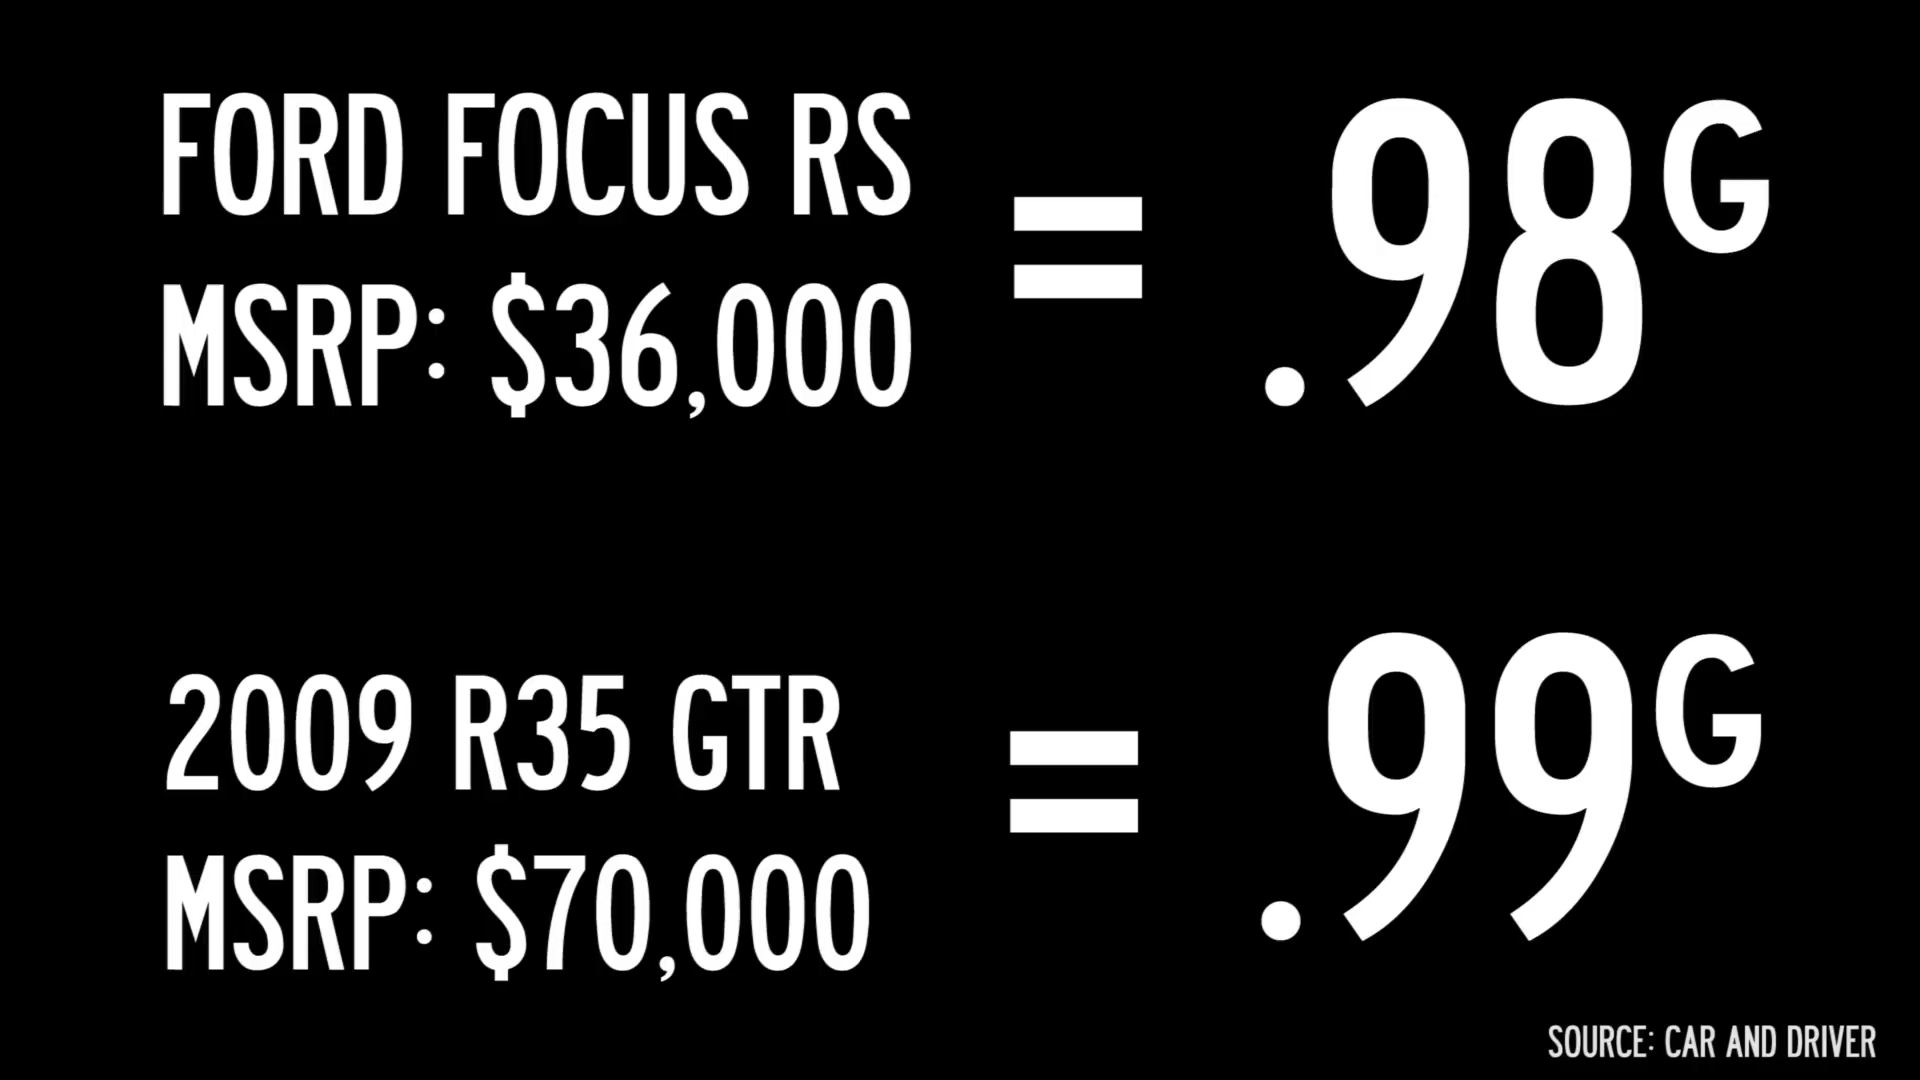 FORD FOCUS RS
MSRP: $36,000
= .98G
2009 R35 GTR
MSRP: $70,000
= .99G
SOURCE: CAR AND DRIVER